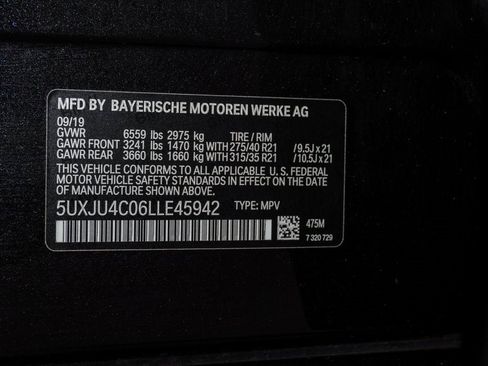 MFD BY BAYERISCHE MOTOREN WERKE AG
09/19
GVWR 6559 lbs 2975 kg TIRE / RIM
GAWR FRONT 3241 lbs 1470 kg WITH 275/40 R21 / 9.5J x 21
GAWR REAR 3660 lbs 1660 kg WITH 315/35 R21 / 10.5J x 21
THIS VEHICLE CONFORMS TO ALL APPLICABLE U. S. FEDERAL
MOTOR VEHICLE SAFETY STANDARDS IN EFFECT ON THE
DATE OF MANUFACTURE SHOWN ABOVE.
5UXJU4C06LLE45942 TYPE: MPV
475M
7 320 729